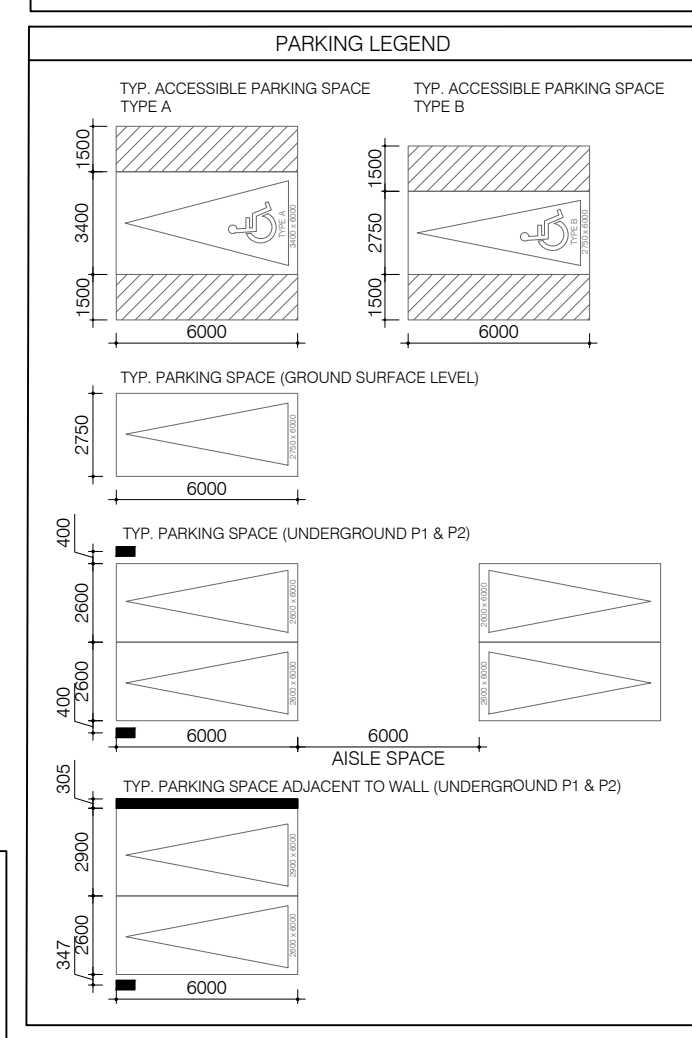 PARKING LEGEND
TYP. ACCESSIBLE PARKING SPACE
TYPE A
1500
3400
1500
TYPE A
3400 x 6000
6000
TYP. ACCESSIBLE PARKING SPACE
TYPE B
1500
2750
1500
TYPE B
2750 x 6000
6000
TYP. PARKING SPACE (GROUND SURFACE LEVEL)
2750
2750 x 6000
6000
TYP. PARKING SPACE (UNDERGROUND P1 & P2)
400
2600
2600
400
2600 x 6000
2600 x 6000
2600 x 6000
2600 x 6000
6000
6000
AISLE SPACE
TYP. PARKING SPACE ADJACENT TO WALL (UNDERGROUND P1 & P2)
305
2900
2600
347
2900 x 6000
2600 x 6000
6000